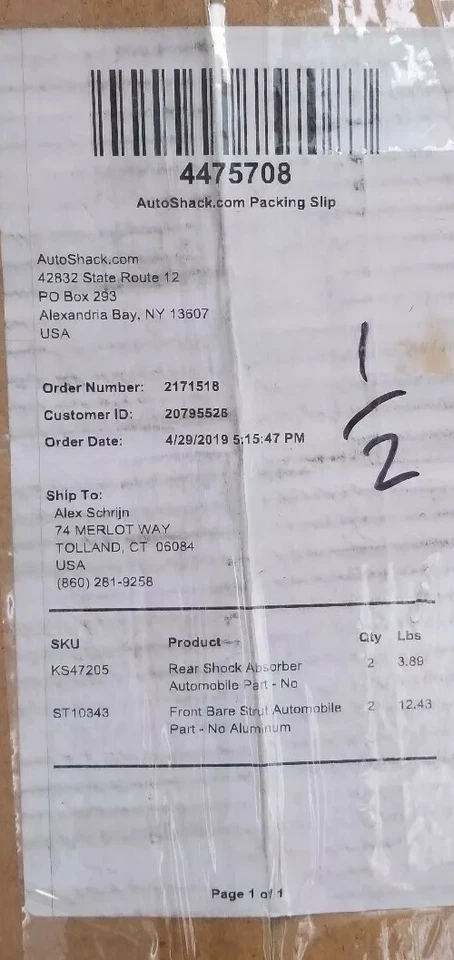 4475708
AutoShack.com Packing Slip
AutoShack.com
42832 State Route 12
PO Box 293
Alexandria Bay, NY 13607
USA
1/2
Order Number: 2171518
Customer ID: 20795526
Order Date: 4/29/2019 5:15:47 PM
Ship To:
Alex Schrijn
74 MERLOT WAY
TOLLAND, CT 06084
USA
(860) 281-9258
SKU Product Qty Lbs
KS47205 Rear Shock Absorber 2 3.89
Automobile Part - No
ST10343 Front Bare Strut Automobile 2 12.43
Part - No Aluminum
Page 1 of 1